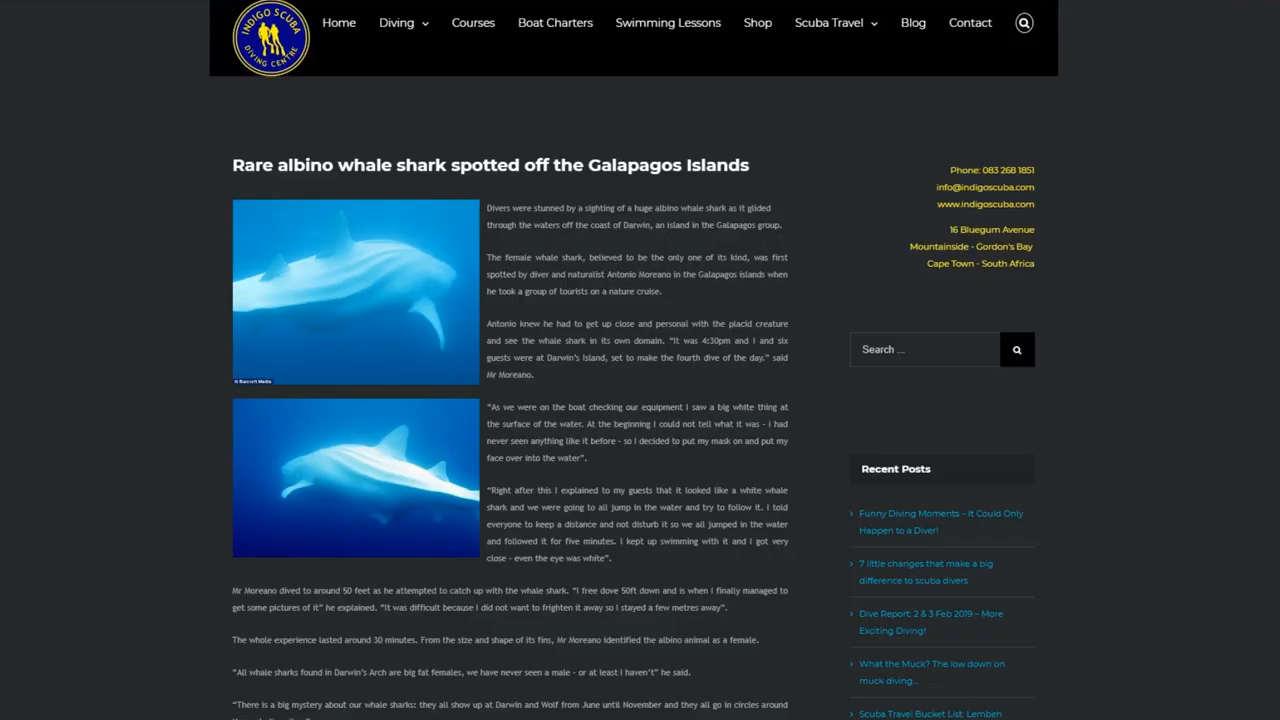 INDIGO SCUBA
DIVING CENTRE
Home Diving Courses Boat Charters Swimming Lessons Shop Scuba Travel Blog Contact
Rare albino whale shark spotted off the Galapagos Islands
© Barcroft Media
Divers were stunned by a sighting of a huge albino whale shark as it glided
through the waters off the coast of Darwin, an island in the Galapagos group.
The female whale shark, believed to be the only one of its kind, was first
spotted by diver and naturalist Antonio Moreano in the Galapagos islands when
he took a group of tourists on a nature cruise.
Antonio knew he had to get up close and personal with the placid creature
and see the whale shark in its own domain. “It was 4:30pm and I and six
guests were at Darwin’s Island, set to make the fourth dive of the day.” said
Mr Moreano.
“As we were on the boat checking our equipment I saw a big white thing at
the surface of the water. At the beginning I could not tell what it was - I had
never seen anything like it before - so I decided to put my mask on and put my
face over into the water”.
“Right after this I explained to my guests that it looked like a white whale
shark and we were going to all jump in the water and try to follow it. I told
everyone to keep a distance and not disturb it so we all jumped in the water
and followed it for five minutes. I kept up swimming with it and I got very
close - even the eye was white”.
Mr Moreano dived to around 50 feet as he attempted to catch up with the whale shark. “I free dove 50ft down and is when I finally managed to
get some pictures of it” he explained. “It was difficult because I did not want to frighten it away so I stayed a few metres away”.
The whole experience lasted around 30 minutes. From the size and shape of its fins, Mr Moreano identified the albino animal as a female.
“All whale sharks found in Darwin’s Arch are big fat females, we have never seen a male - or at least I haven’t” he said.
“There is a big mystery about our whale sharks: they all show up at Darwin and Wolf from June until November and they all go in circles around
Phone: 083 268 1851
info@indigoscuba.com
www.indigoscuba.com
16 Bluegum Avenue
Mountainside - Gordon's Bay
Cape Town - South Africa
Search ...
Recent Posts
Funny Diving Moments – It Could Only
Happen to a Diver!
7 little changes that make a big
difference to scuba divers
Dive Report: 2 & 3 Feb 2019 – More
Exciting Diving!
What the Muck? The low down on
muck diving…
Scuba Travel Bucket List: Lembeh